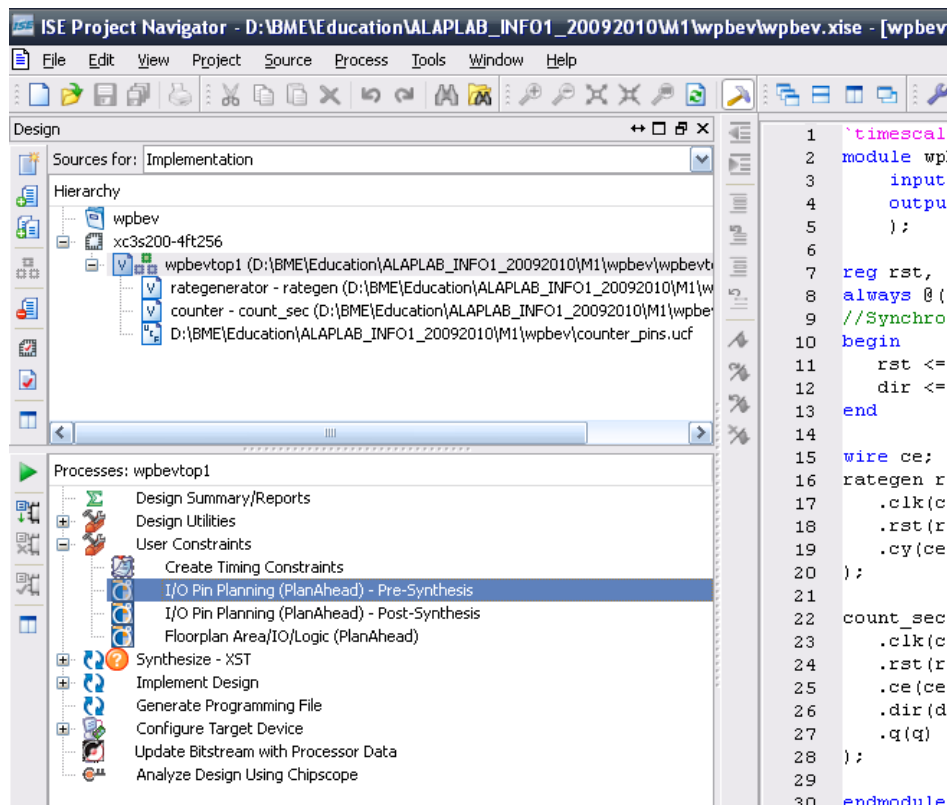 ISE Project Navigator - D:\BME\Education\ALAPLAB_INFO1_20092010\M1\wpbev\wpbev.xise - [wpbev
File Edit View Project Source Process Tools Window Help
Design
Sources for: Implementation
Hierarchy
wpbev
xc3s200-4ft256
wpbevtop1 (D:\BME\Education\ALAPLAB_INFO1_20092010\M1\wpbev\wpbevt
rategenerator - rategen (D:\BME\Education\ALAPLAB_INFO1_20092010\M1\w
counter - count_sec (D:\BME\Education\ALAPLAB_INFO1_20092010\M1\wpbe
D:\BME\Education\ALAPLAB_INFO1_20092010\M1\wpbev\counter_pins.ucf
Processes: wpbevtop1
Design Summary/Reports
Design Utilities
User Constraints
Create Timing Constraints
I/O Pin Planning (PlanAhead) - Pre-Synthesis
I/O Pin Planning (PlanAhead) - Post-Synthesis
Floorplan Area/IO/Logic (PlanAhead)
Synthesize - XST
Implement Design
Generate Programming File
Configure Target Device
Update Bitstream with Processor Data
Analyze Design Using Chipscope
1 `timescal
2 module wp
3 input
4 outpu
5 );
6
7 reg rst,
8 always @(
9 //Synchro
10 begin
11 rst <=
12 dir <=
13 end
14
15 wire ce;
16 rategen r
17 .clk(c
18 .rst(r
19 .cy(ce
20 );
21
22 count_sec
23 .clk(c
24 .rst(r
25 .ce(ce
26 .dir(d
27 .q(q)
28 );
29
30 endmodule